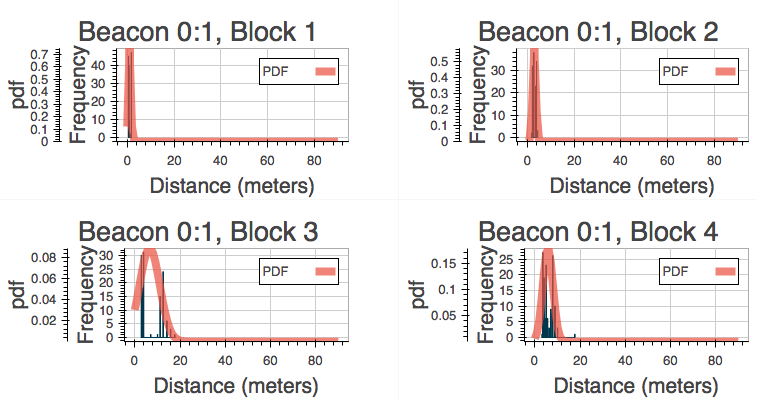 Beacon 0:1, Block 1
pdf
0.7
0.6
0.5
0.4
0.3
0.2
0.1
0
Frequency
40
30
20
10
0
PDF
0 20 40 60 80
Distance (meters)
Beacon 0:1, Block 2
pdf
0.5
0.4
0.3
0.2
0.1
0
Frequency
30
20
10
0
PDF
0 20 40 60 80
Distance (meters)
Beacon 0:1, Block 3
pdf
0.08
0.06
0.04
0.02
Frequency
30
25
20
15
10
5
0
PDF
0 20 40 60 80
Distance (meters)
Beacon 0:1, Block 4
pdf
0.15
0.1
0.05
Frequency
25
20
15
10
5
0
PDF
0 20 40 60 80
Distance (meters)